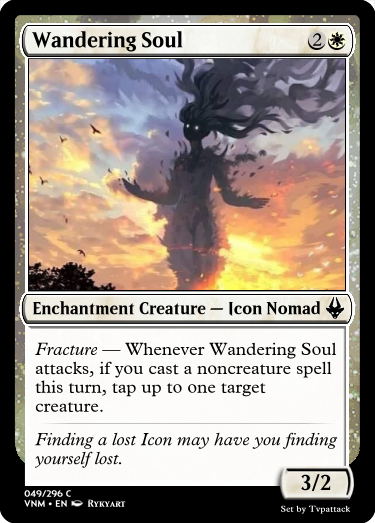 Wandering Soul 2
Enchantment Creature — Icon Nomad
Fracture — Whenever Wandering Soul
attacks, if you cast a noncreature spell
this turn, tap up to one target
creature.
Finding a lost Icon may have you finding
yourself lost.
3/2
049/296 C
VNM • EN Rykyart
Set by Tvpattack